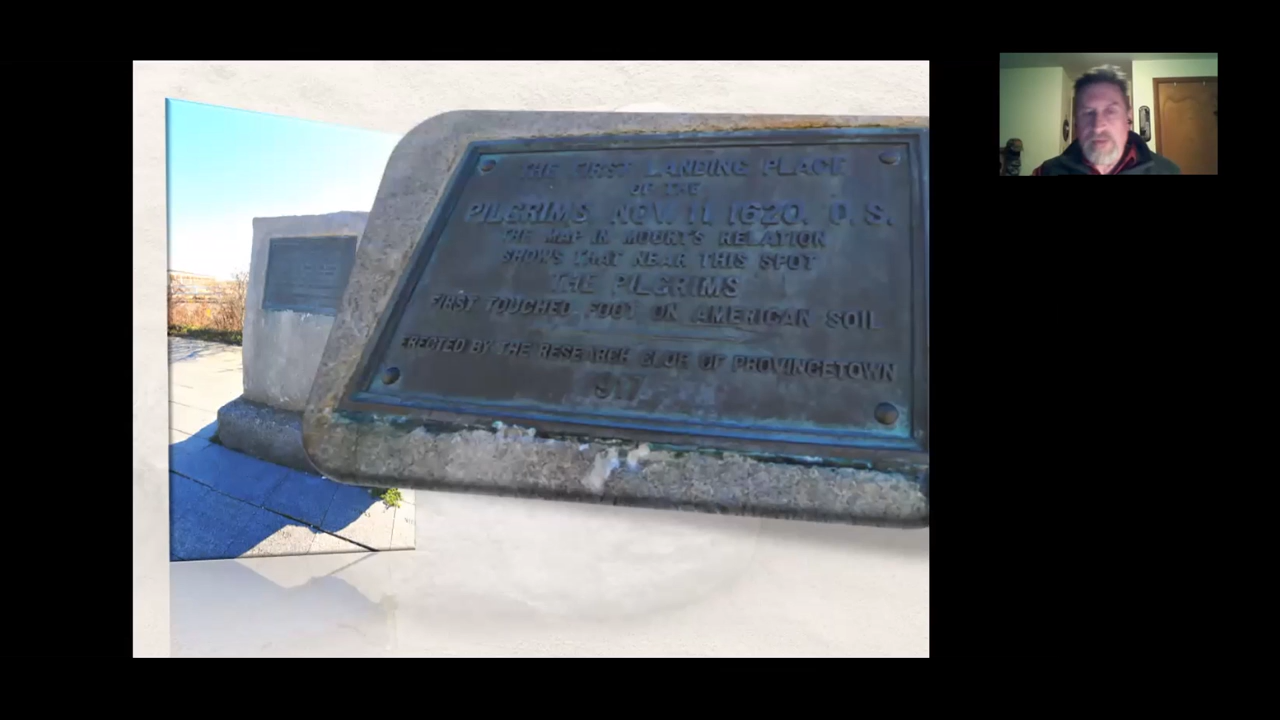 THE FIRST LANDING PLACE
OF THE
PILGRIMS NOV. 11, 1620. O. S.
THE MAP IN MOURT'S RELATION
SHOWS THAT NEAR THIS SPOT
THE PILGRIMS
FIRST TOUCHED FOOT ON AMERICAN SOIL
ERECTED BY THE RESEARCH CLUB OF PROVINCETOWN
1917